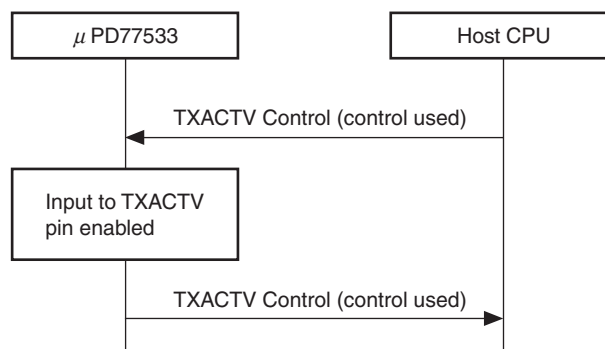 μ PD77533
Host CPU
TXACTV Control (control used)
Input to TXACTV
pin enabled
TXACTV Control (control used)